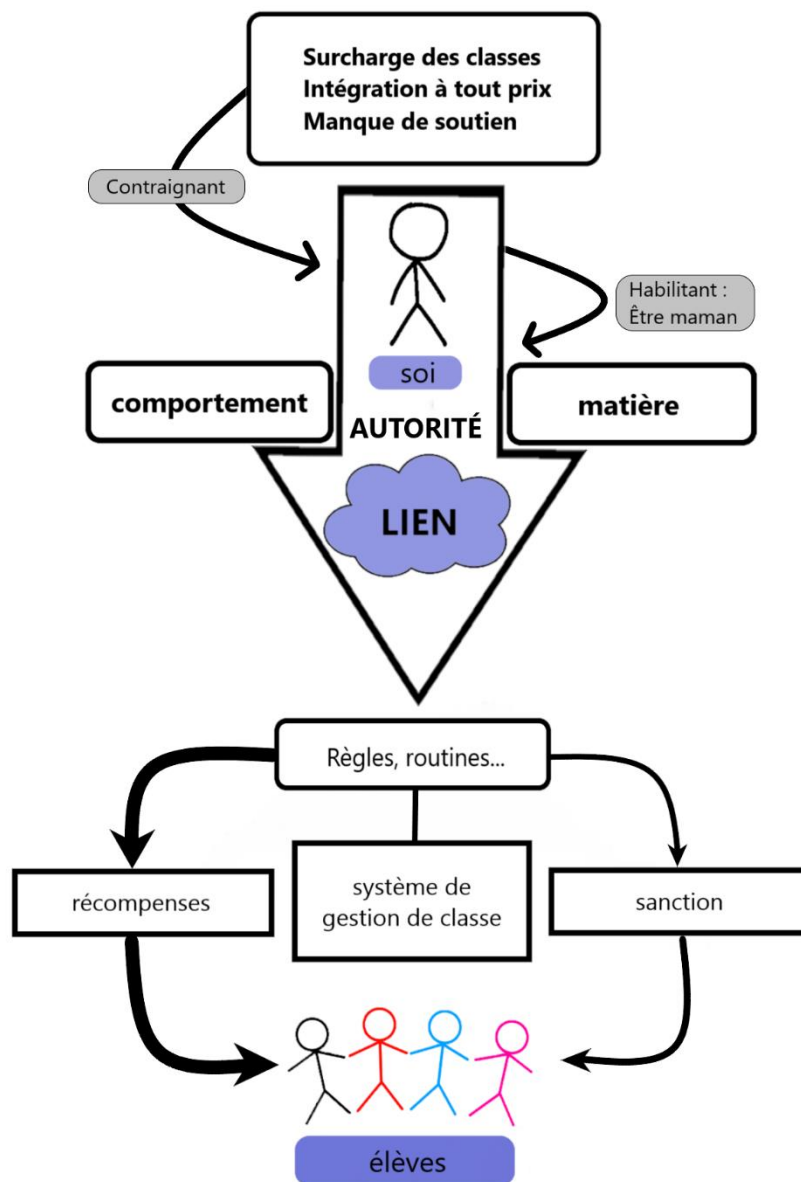 Surcharge des classes
Intégration à tout prix
Manque de soutien
Contraignant
Habilitant :
Être maman
soi
comportement
matière
AUTORITÉ
LIEN
Règles, routines...
récompenses
système de
gestion de classe
sanction
élèves